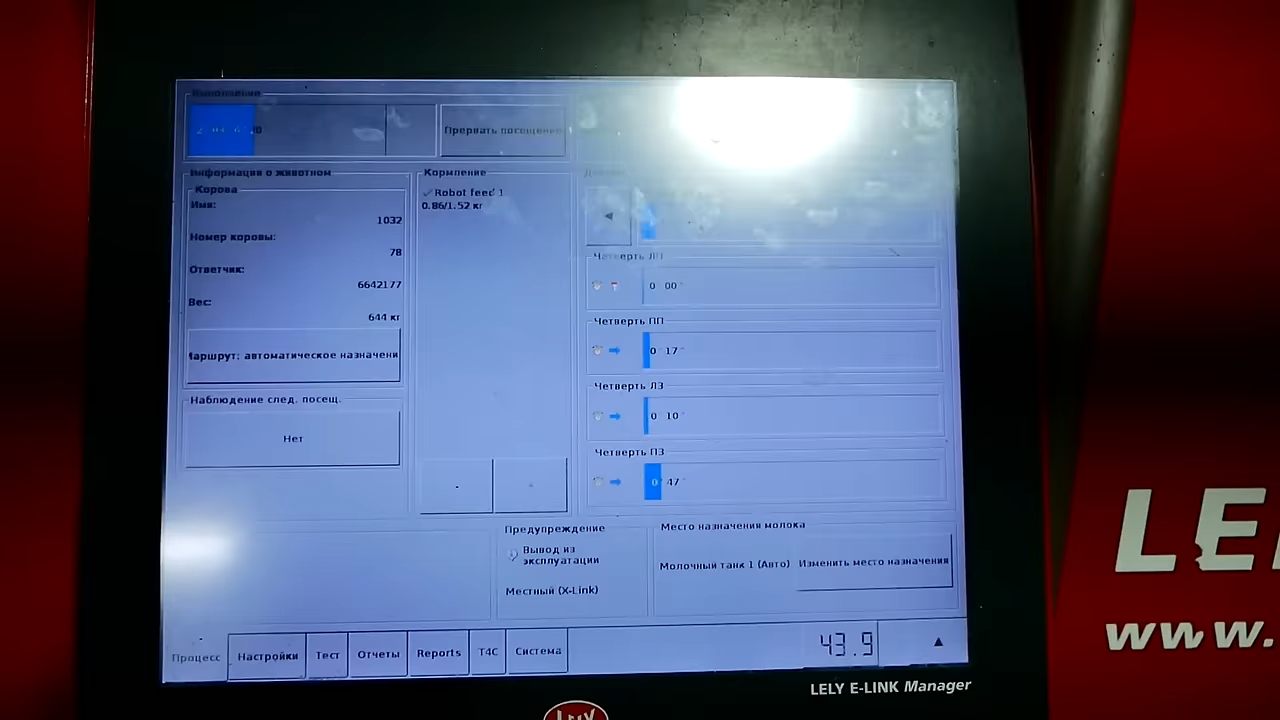 Выполнение
Прервать посещение
Информация о животном
Корова
Имя:
1032
Номер коровы:
78
Ответчик:
6642177
Вес:
644 кг
Маршрут: автоматическое назначени
Наблюдение след. посещ.
Нет
Кормление
Robot feed 1
0.86/1.52 кг
-
+
Четверть ЛП
0 00
Четверть ПП
0 17
Четверть ЛЗ
0 10
Четверть ПЗ
0 47
Предупреждение
Вывод из
эксплуатации
Местный (X-Link)
Место назначения молока
Молочный танк 1 (Авто)
Изменить место назначения
Процесс
Настройки
Тест
Отчеты
Reports
T4C
Система
43.9
LELY E-LINK Manager
LELY
LE
www.